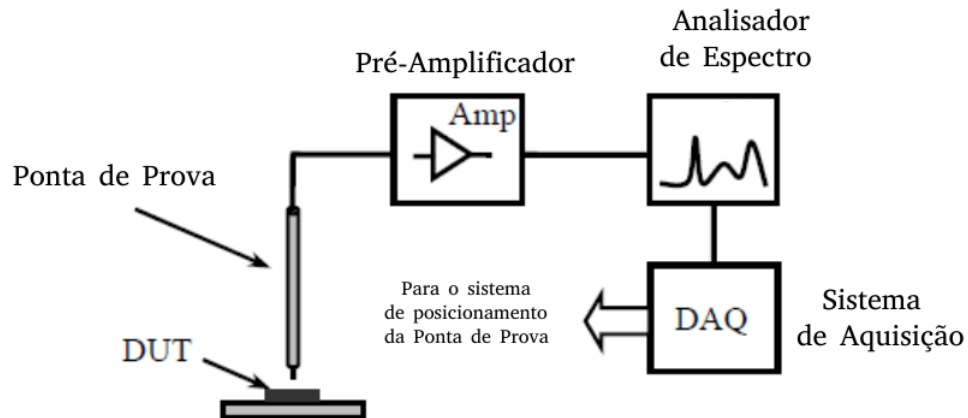 Analisador
de Espectro
Pré-Amplificador
Amp
Ponta de Prova
Para o sistema
de posicionamento
da Ponta de Prova
DAQ
Sistema
de Aquisição
DUT